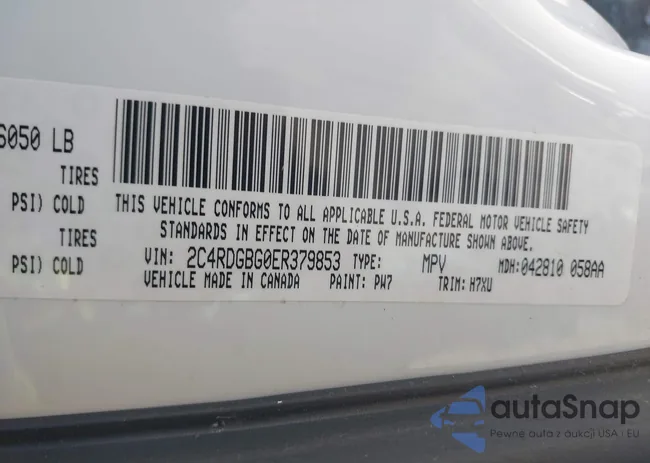 6050 LB
TIRES
PSI) COLD
TIRES
PSI) COLD
THIS VEHICLE CONFORMS TO ALL APPLICABLE U.S.A. FEDERAL MOTOR VEHICLE SAFETY
STANDARDS IN EFFECT ON THE DATE OF MANUFACTURE SHOWN ABOVE.
VIN: 2C4RDGBG0ER379853 TYPE: MPV MDH:042810 058AA
VEHICLE MADE IN CANADA PAINT: PW7 TRIM: H7XU
autaSnap
Pewne auta z aukcji USA i EU